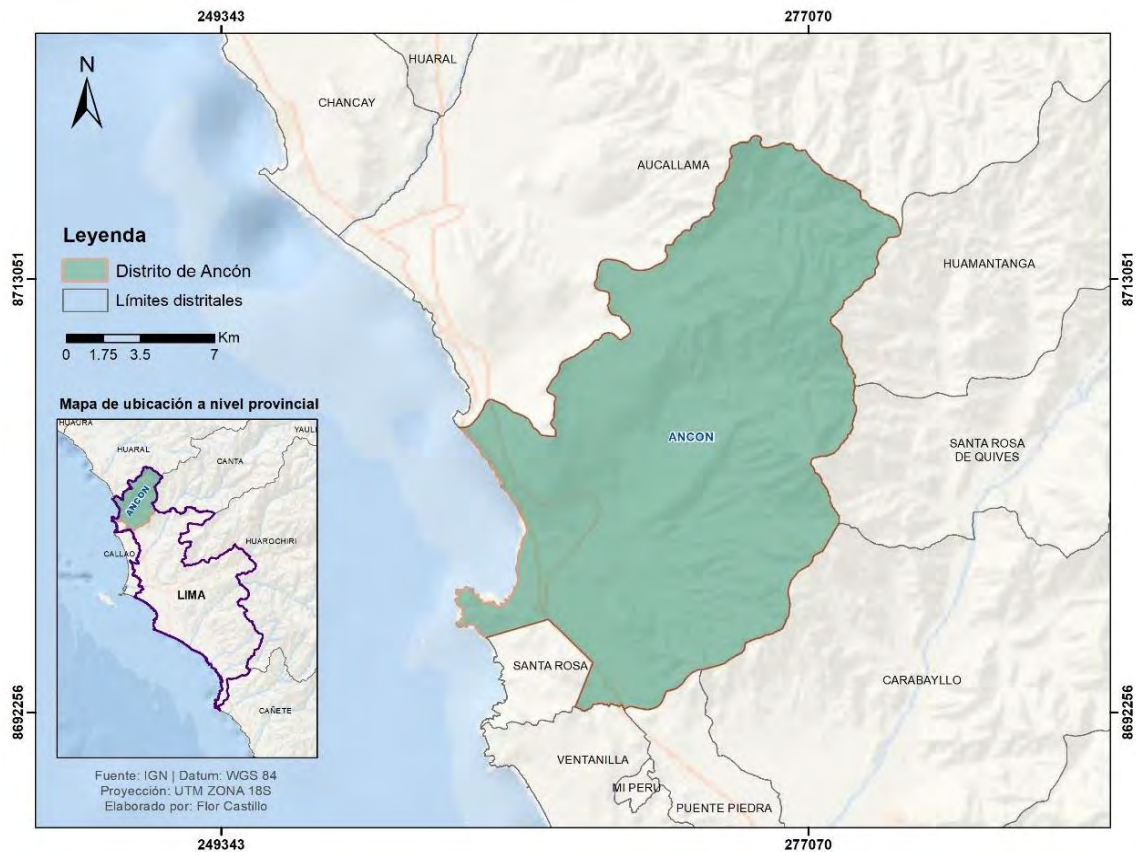 249343
277070
N
HUARAL
CHANCAY
AUCALLAMA
Leyenda
Distrito de Ancón
Límites distritales
Km
0 1.75 3.5 7
8713051
8713051
HUAMANTANGA
ANCON
SANTA ROSA
DE QUIVES
Mapa de ubicación a nivel provincial
HUAURA
YAULI
HUARAL
CANTA
ANCON
CALLAO
HUAROCHIRI
LIMA
CAÑETE
SANTA ROSA
CARABAYLLO
8692256
8692256
VENTANILLA
MI PERU
PUENTE PIEDRA
Fuente: IGN | Datum: WGS 84
Proyección: UTM ZONA 18S
Elaborado por: Flor Castillo
249343
277070